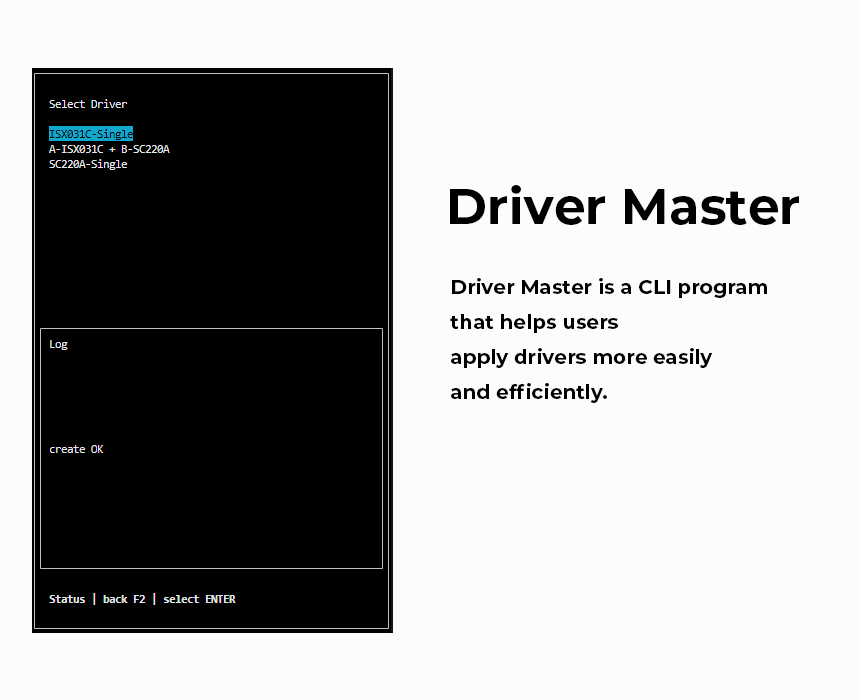 Select Driver
ISX031C-Single
A-ISX031C + B-SC220A
SC220A-Single
Log
create OK
Status | back F2 | select ENTER
Driver Master
Driver Master is a CLI program
that helps users
apply drivers more easily
and efficiently.